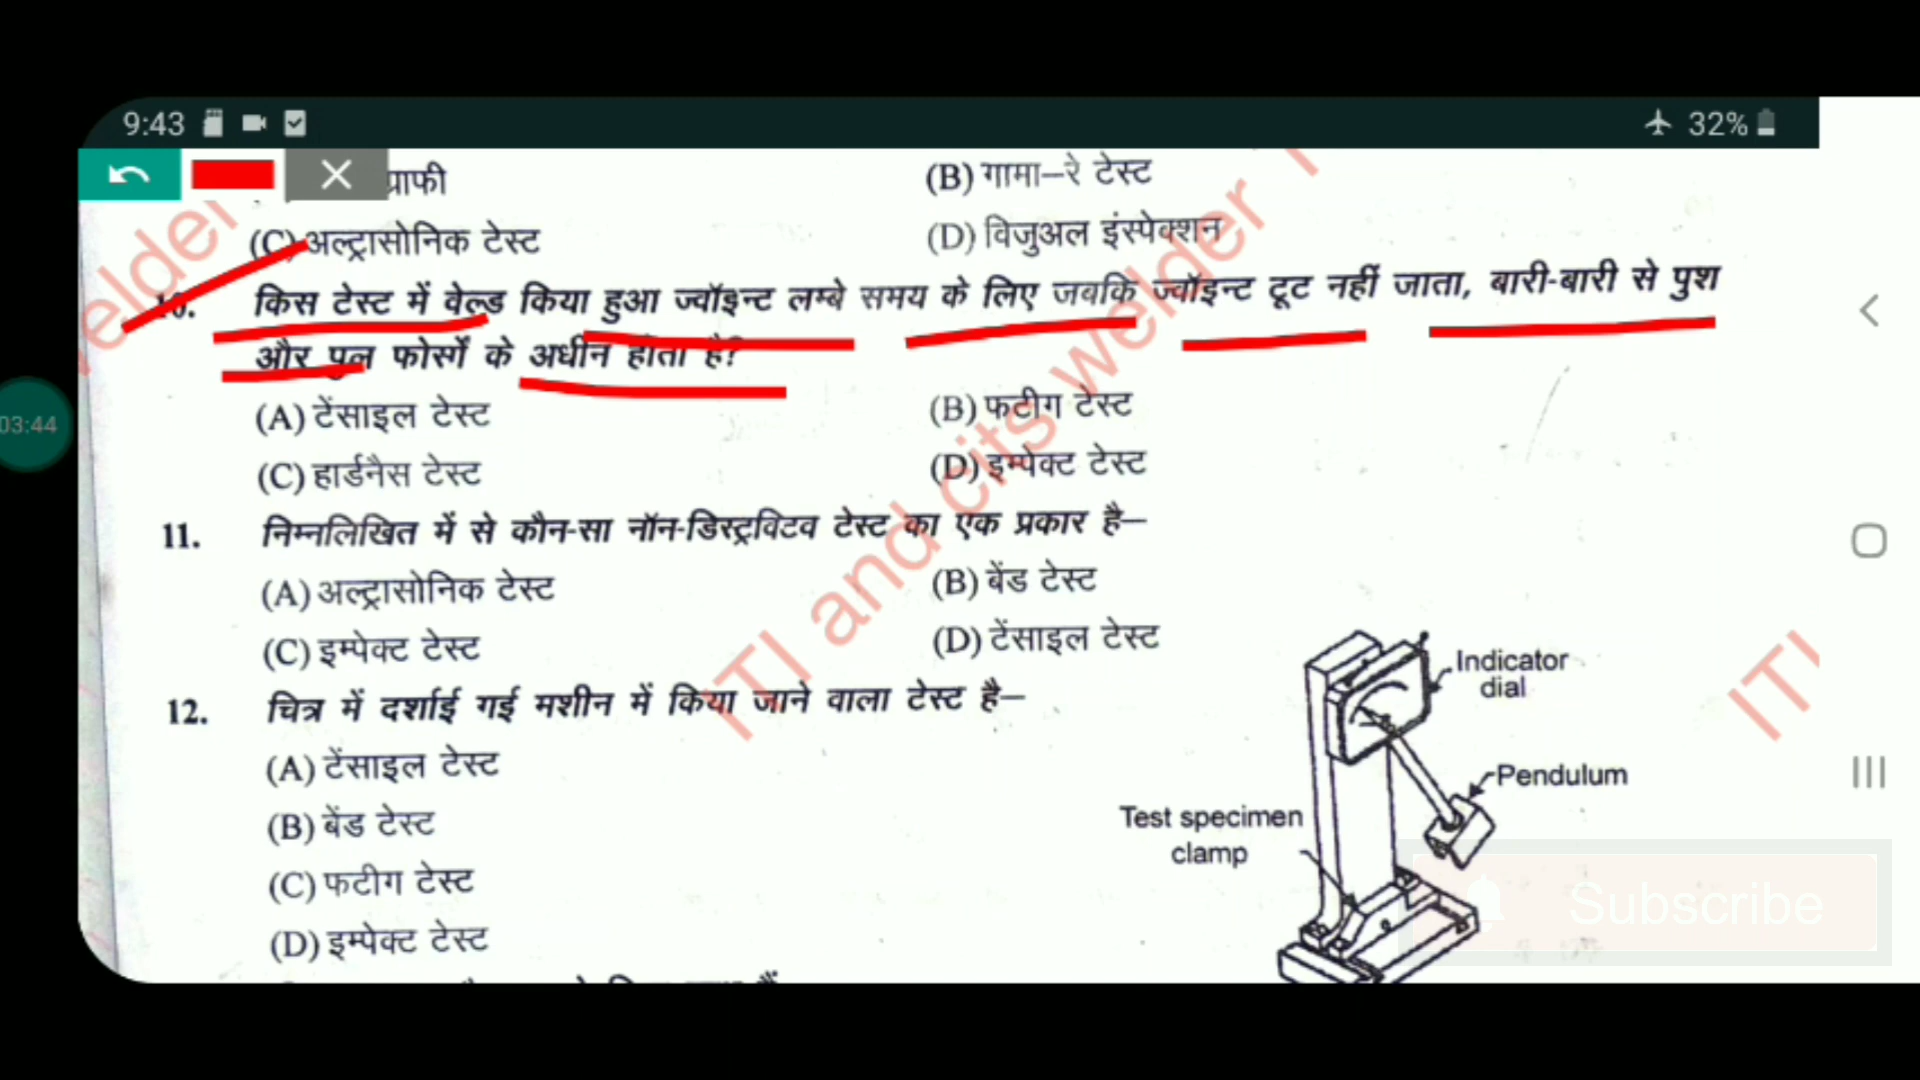 9:43
32%
ग्राफी
(B) गामा–रे टेस्ट
(C) अल्ट्रासोनिक टेस्ट
(D) विजुअल इंस्पेक्शन
10. किस टेस्ट में वेल्ड किया हुआ ज्वॉइन्ट लम्बे समय के लिए जबकि ज्वॉइन्ट टूट नहीं जाता, बारी-बारी से पुश
और पुल फोर्सों के अधीन होता है?
03:44
(A) टेंसाइल टेस्ट
(B) फटीग टेस्ट
(C) हार्डनैस टेस्ट
(D) इम्पेक्ट टेस्ट
11. निम्नलिखित में से कौन-सा नॉन-डिस्ट्रक्टिव टेस्ट का एक प्रकार है–
(A) अल्ट्रासोनिक टेस्ट
(B) बेंड टेस्ट
(C) इम्पेक्ट टेस्ट
(D) टेंसाइल टेस्ट
12. चित्र में दर्शाई गई मशीन में किया जाने वाला टेस्ट है–
(A) टेंसाइल टेस्ट
(B) बेंड टेस्ट
(C) फटीग टेस्ट
(D) इम्पेक्ट टेस्ट
Indicator
dial
Pendulum
Test specimen
clamp
Subscribe
ITI and cits welder
elder
ITI